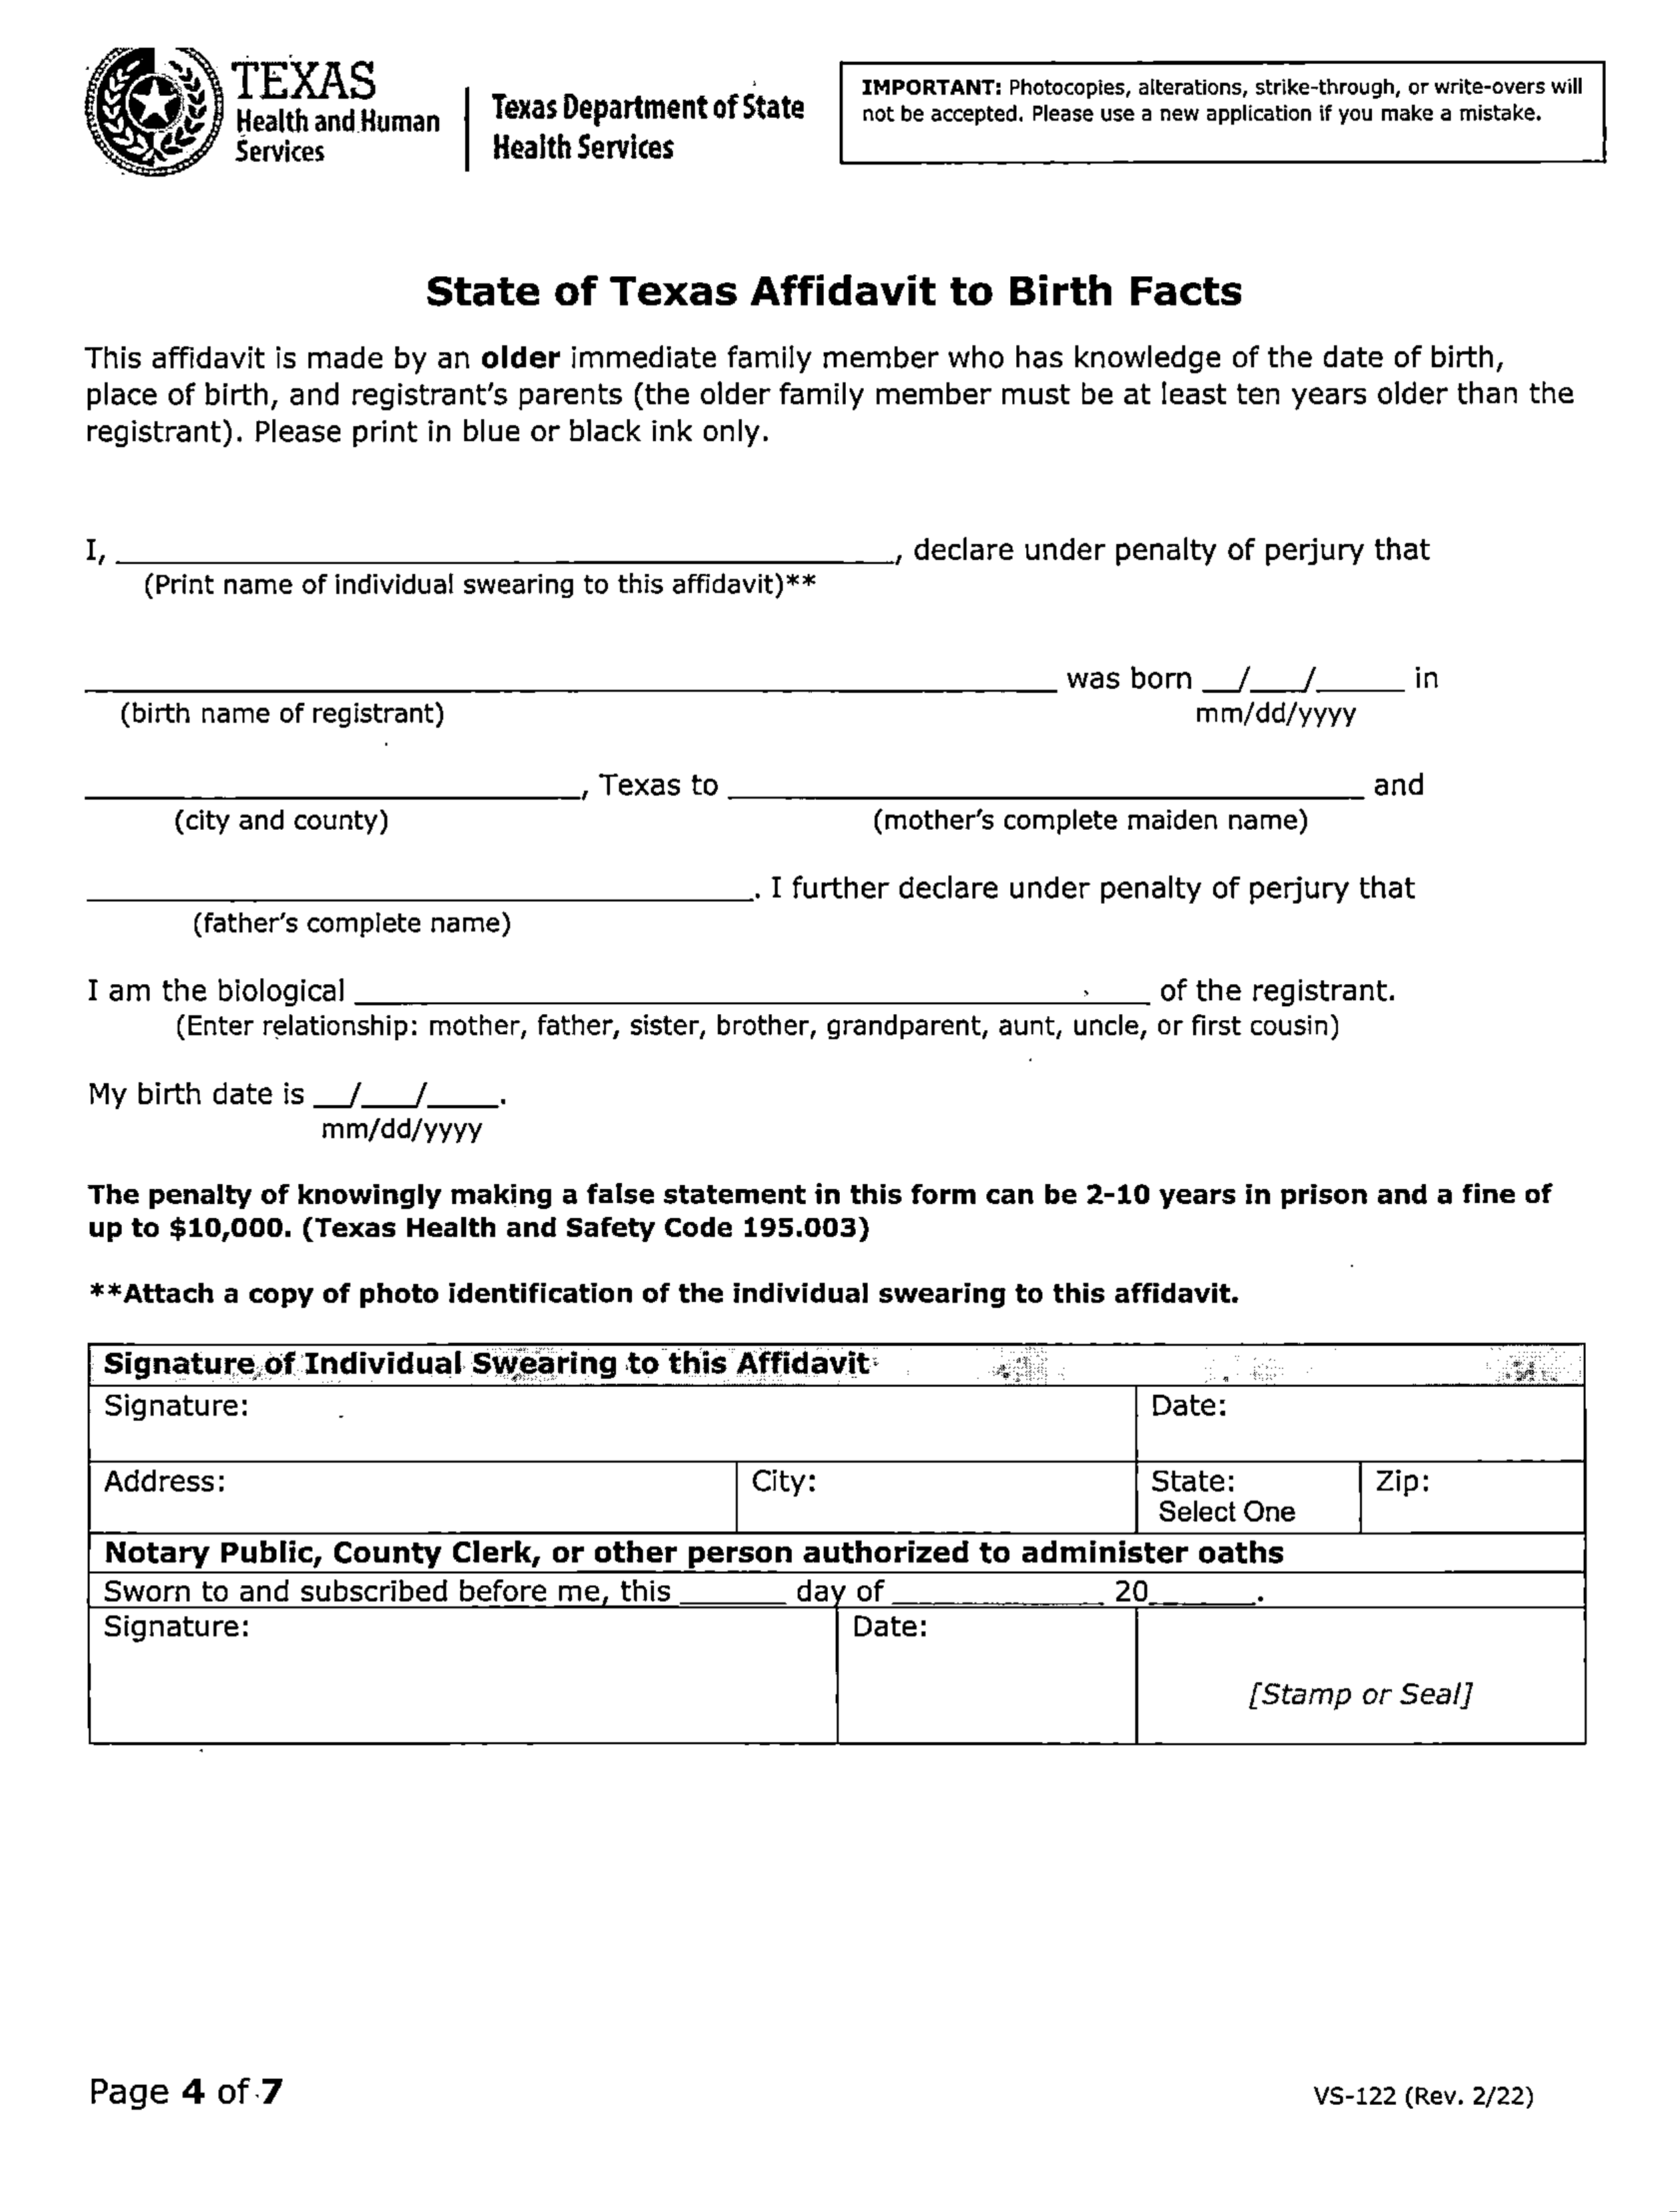 TEXAS
Health and Human
Services
Texas Department of State
Health Services
IMPORTANT: Photocopies, alterations, strike-through, or write-overs will
not be accepted. Please use a new application if you make a mistake.
State of Texas Affidavit to Birth Facts
This affidavit is made by an older immediate family member who has knowledge of the date of birth,
place of birth, and registrant's parents (the older family member must be at least ten years older than the
registrant). Please print in blue or black ink only.
I, ____________________, declare under penalty of perjury that
(Print name of individual swearing to this affidavit)**
____________________ was born __/__/____ in
(birth name of registrant) mm/dd/yyyy
____________________, Texas to ____________________ and
(city and county) (mother's complete maiden name)
____________________. I further declare under penalty of perjury that
(father's complete name)
I am the biological ____________________ of the registrant.
(Enter relationship: mother, father, sister, brother, grandparent, aunt, uncle, or first cousin)
My birth date is __/__/____.
mm/dd/yyyy
The penalty of knowingly making a false statement in this form can be 2-10 years in prison and a fine of
up to $10,000. (Texas Health and Safety Code 195.003)
**Attach a copy of photo identification of the individual swearing to this affidavit.
Signature of Individual Swearing to this Affidavit
Signature: Date:
Address: City: State: Zip:
Select One
Notary Public, County Clerk, or other person authorized to administer oaths
Sworn to and subscribed before me, this ______ day of ____________ 20______.
Signature: Date:
[Stamp or Seal]
Page 4 of 7
VS-122 (Rev. 2/22)